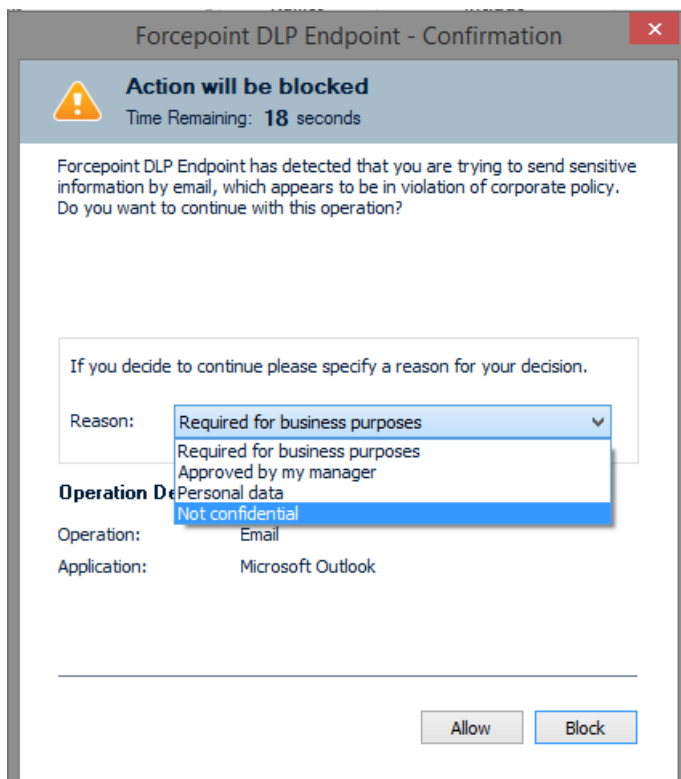 Forcepoint DLP Endpoint - Confirmation
Action will be blocked
Time Remaining: 18 seconds
Forcepoint DLP Endpoint has detected that you are trying to send sensitive
information by email, which appears to be in violation of corporate policy.
Do you want to continue with this operation?
If you decide to continue please specify a reason for your decision.
Reason: Required for business purposes
Required for business purposes
Approved by my manager
Personal data
Not confidential
Operation
Operation: Email
Application: Microsoft Outlook
Allow Block